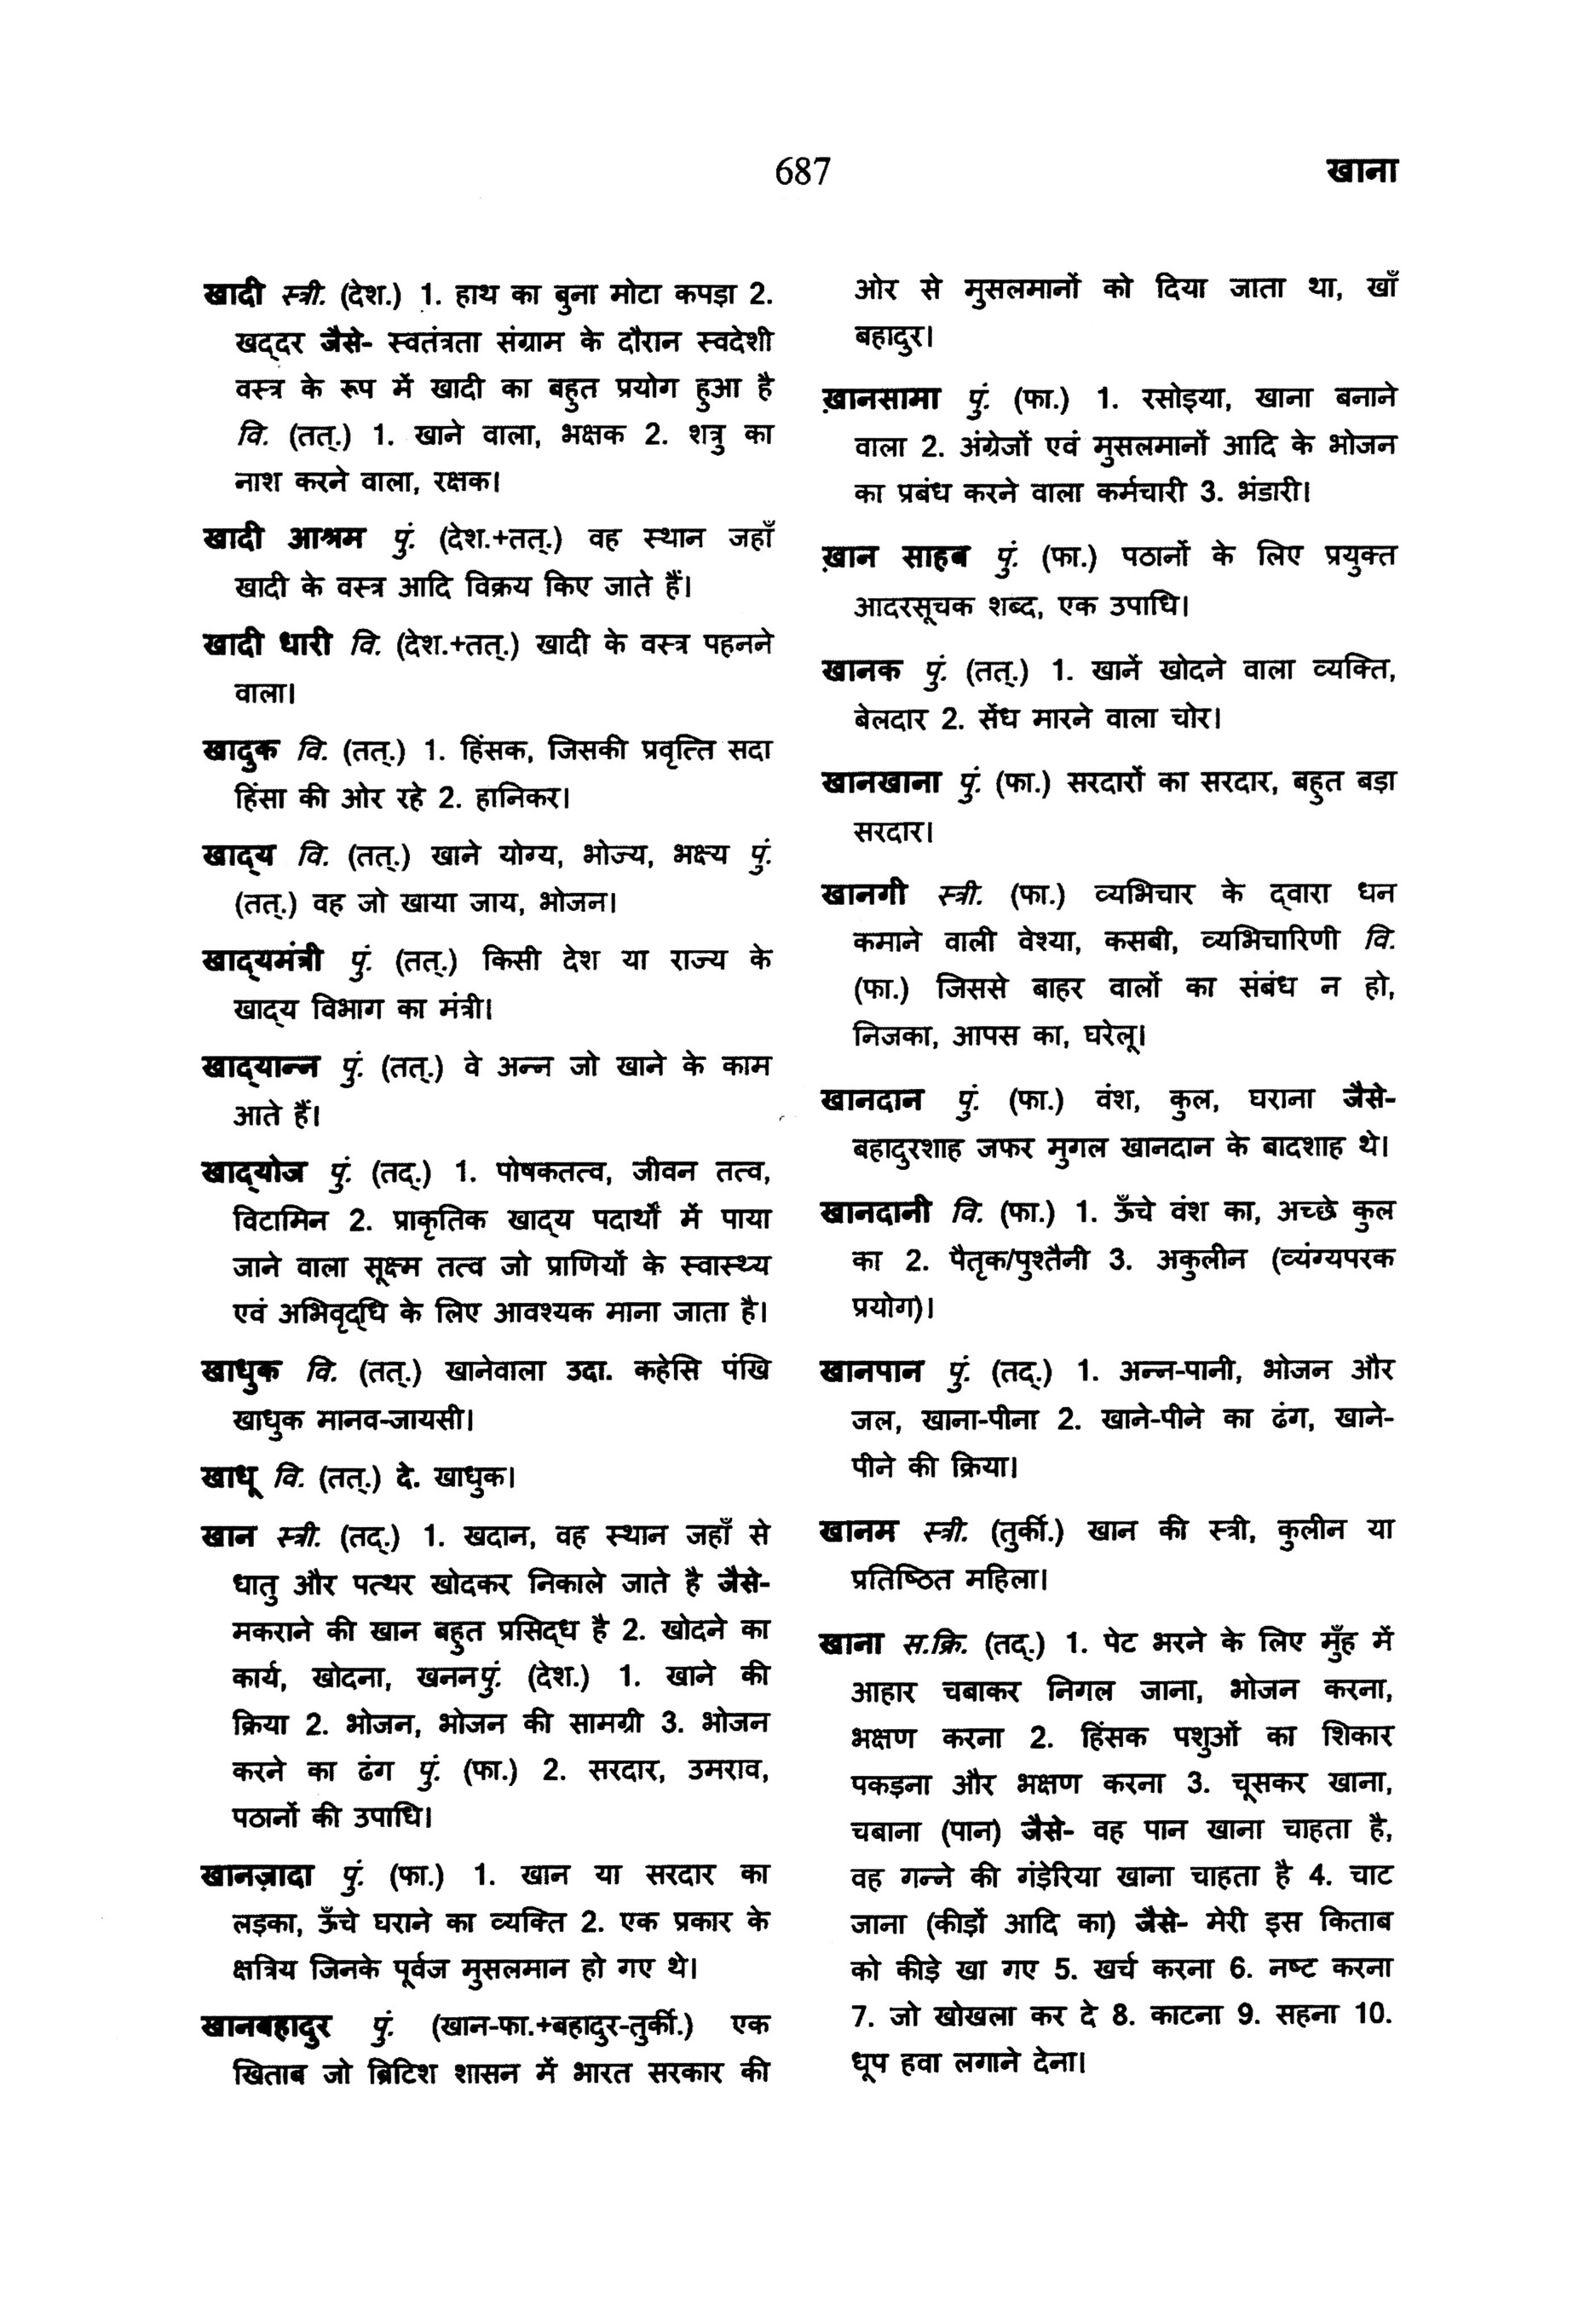 687
खाना
खादी स्त्री. (देश.) 1. हाथ का बुना मोटा कपड़ा 2.
खद्दर जैसे- स्वतंत्रता संग्राम के दौरान स्वदेशी
वस्त्र के रूप में खादी का बहुत प्रयोग हुआ है
वि. (तत्.) 1. खाने वाला, भक्षक 2. शत्रु का
नाश करने वाला, रक्षक।
खादी आश्रम पुं. (देश.+तत्.) वह स्थान जहाँ
खादी के वस्त्र आदि विक्रय किए जाते हैं।
खादी धारी वि. (देश.+तत्.) खादी के वस्त्र पहनने
वाला।
खादुक वि. (तत्.) 1. हिंसक, जिसकी प्रवृत्ति सदा
हिंसा की ओर रहे 2. हानिकर।
खाद्य वि. (तत्.) खाने योग्य, भोज्य, भक्ष्य पुं.
(तत्.) वह जो खाया जाय, भोजन।
खाद्यमंत्री पुं. (तत्.) किसी देश या राज्य के
खाद्य विभाग का मंत्री।
खाद्यान्न पुं. (तत्.) वे अन्न जो खाने के काम
आते हैं।
खाद्योज पुं. (तद्.) 1. पोषकतत्व, जीवन तत्व,
विटामिन 2. प्राकृतिक खाद्य पदार्थों में पाया
जाने वाला सूक्ष्म तत्व जो प्राणियों के स्वास्थ्य
एवं अभिवृद्धि के लिए आवश्यक माना जाता है।
खाधुक वि. (तत्.) खानेवाला उदा. कहेसि पंखि
खाधुक मानव-जायसी।
खाधू वि. (तत्.) दे. खाधुक।
खान स्त्री. (तद्.) 1. खदान, वह स्थान जहाँ से
धातु और पत्थर खोदकर निकाले जाते है जैसे-
मकराने की खान बहुत प्रसिद्ध है 2. खोदने का
कार्य, खोदना, खननपुं. (देश.) 1. खाने की
क्रिया 2. भोजन, भोजन की सामग्री 3. भोजन
करने का ढंग पुं. (फा.) 2. सरदार, उमराव,
पठानों की उपाधि।
खानज़ादा पुं. (फा.) 1. खान या सरदार का
लड़का, ऊँचे घराने का व्यक्ति 2. एक प्रकार के
क्षत्रिय जिनके पूर्वज मुसलमान हो गए थे।
खानबहादुर पुं. (खान-फा.+बहादुर-तुर्की.) एक
खिताब जो ब्रिटिश शासन में भारत सरकार की
ओर से मुसलमानों को दिया जाता था, खाँ
बहादुर।
ख़ानसामा पुं. (फा.) 1. रसोइया, खाना बनाने
वाला 2. अंग्रेजों एवं मुसलमानों आदि के भोजन
का प्रबंध करने वाला कर्मचारी 3. भंडारी।
ख़ान साहब पुं. (फा.) पठानों के लिए प्रयुक्त
आदरसूचक शब्द, एक उपाधि।
खानक पुं. (तत्.) 1. खानें खोदने वाला व्यक्ति,
बेलदार 2. सेंध मारने वाला चोर।
खानखाना पुं. (फा.) सरदारों का सरदार, बहुत बड़ा
सरदार।
खानगी स्त्री. (फा.) व्यभिचार के द्वारा धन
कमाने वाली वेश्या, कसबी, व्यभिचारिणी वि.
(फा.) जिससे बाहर वालों का संबंध न हो,
निजका, आपस का, घरेलू।
खानदान पुं. (फा.) वंश, कुल, घराना जैसे-
बहादुरशाह जफर मुगल खानदान के बादशाह थे।
खानदानी वि. (फा.) 1. ऊँचे वंश का, अच्छे कुल
का 2. पैतृक/पुश्तैनी 3. अकुलीन (व्यंग्यपरक
प्रयोग)।
खानपान पुं. (तद्.) 1. अन्न-पानी, भोजन और
जल, खाना-पीना 2. खाने-पीने का ढंग, खाने-
पीने की क्रिया।
खानम स्त्री. (तुर्की.) खान की स्त्री, कुलीन या
प्रतिष्ठित महिला।
खाना स.क्रि. (तद्.) 1. पेट भरने के लिए मुँह में
आहार चबाकर निगल जाना, भोजन करना,
भक्षण करना 2. हिंसक पशुओं का शिकार
पकड़ना और भक्षण करना 3. चूसकर खाना,
चबाना (पान) जैसे- वह पान खाना चाहता है,
वह गन्ने की गंड़ेरिया खाना चाहता है 4. चाट
जाना (कीड़ों आदि का) जैसे- मेरी इस किताब
को कीड़े खा गए 5. खर्च करना 6. नष्ट करना
7. जो खोखला कर दे 8. काटना 9. सहना 10.
धूप हवा लगाने देना।